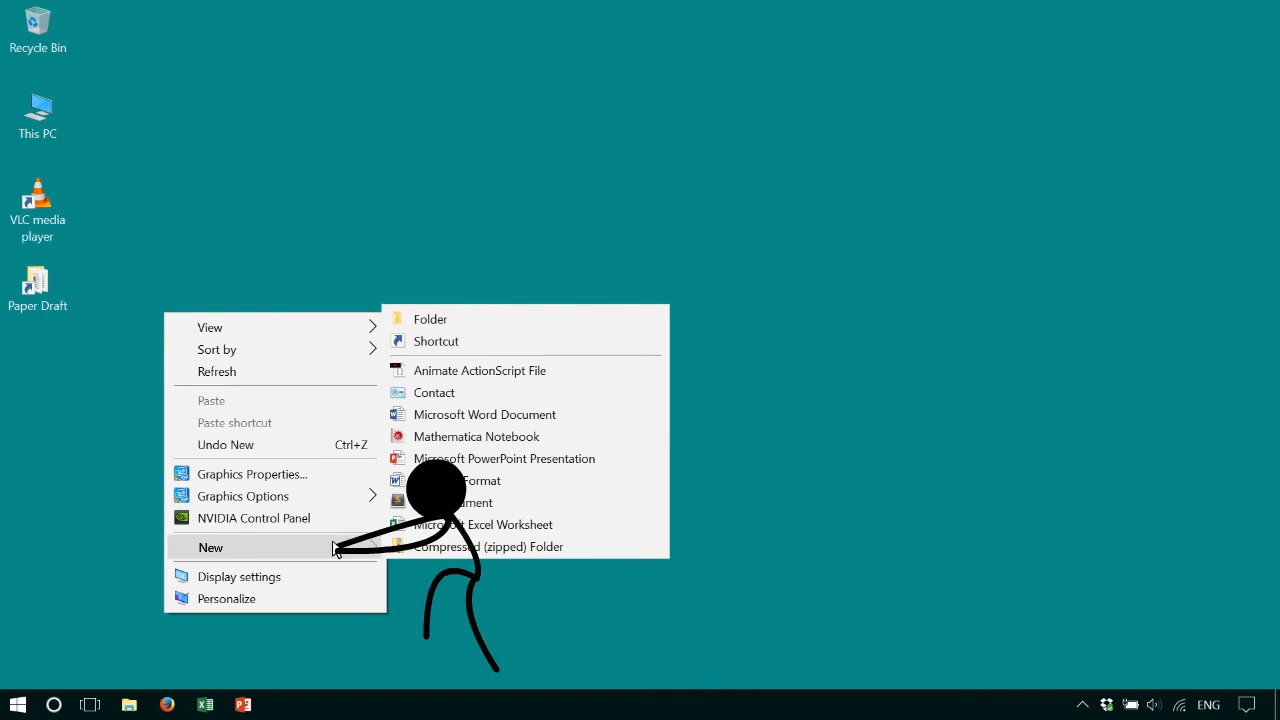 Recycle Bin
This PC
VLC media
player
Paper Draft
View
Sort by
Refresh
Paste
Paste shortcut
Undo New Ctrl+Z
Graphics Properties...
Graphics Options
NVIDIA Control Panel
New
Display settings
Personalize
Folder
Shortcut
Animate ActionScript File
Contact
Microsoft Word Document
Mathematica Notebook
Microsoft PowerPoint Presentation
Format
Microsoft Excel Worksheet
Compressed (zipped) Folder
ENG